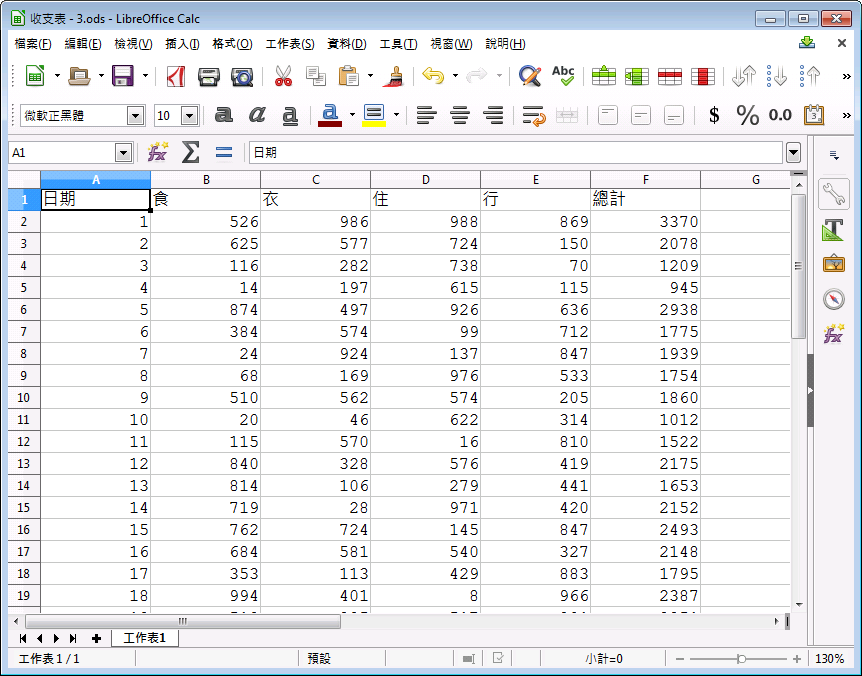 收支表 - 3.ods - LibreOffice Calc
檔案(F) 編輯(E) 檢視(V) 插入(I) 格式(O) 工作表(S) 資料(D) 工具(T) 視窗(W) 說明(H)
Abc
微軟正黑體 10 a a a a $ % 0.0
A1 fx Σ = 日期
A B C D E F G
1 日期 食 衣 住 行 總計
2 1 526 986 988 869 3370
3 2 625 577 724 150 2078
4 3 116 282 738 70 1209
5 4 14 197 615 115 945
6 5 874 497 926 636 2938
7 6 384 574 99 712 1775
8 7 24 924 137 847 1939
9 8 68 169 976 533 1754
10 9 510 562 574 205 1860
11 10 20 46 622 314 1012
12 11 115 570 16 810 1522
13 12 840 328 576 419 2175
14 13 814 106 279 441 1653
15 14 719 28 971 420 2152
16 15 762 724 145 847 2493
17 16 684 581 540 327 2148
18 17 353 113 429 883 1795
19 18 994 401 8 966 2387
工作表1
工作表 1 / 1 預設 小計=0 130%